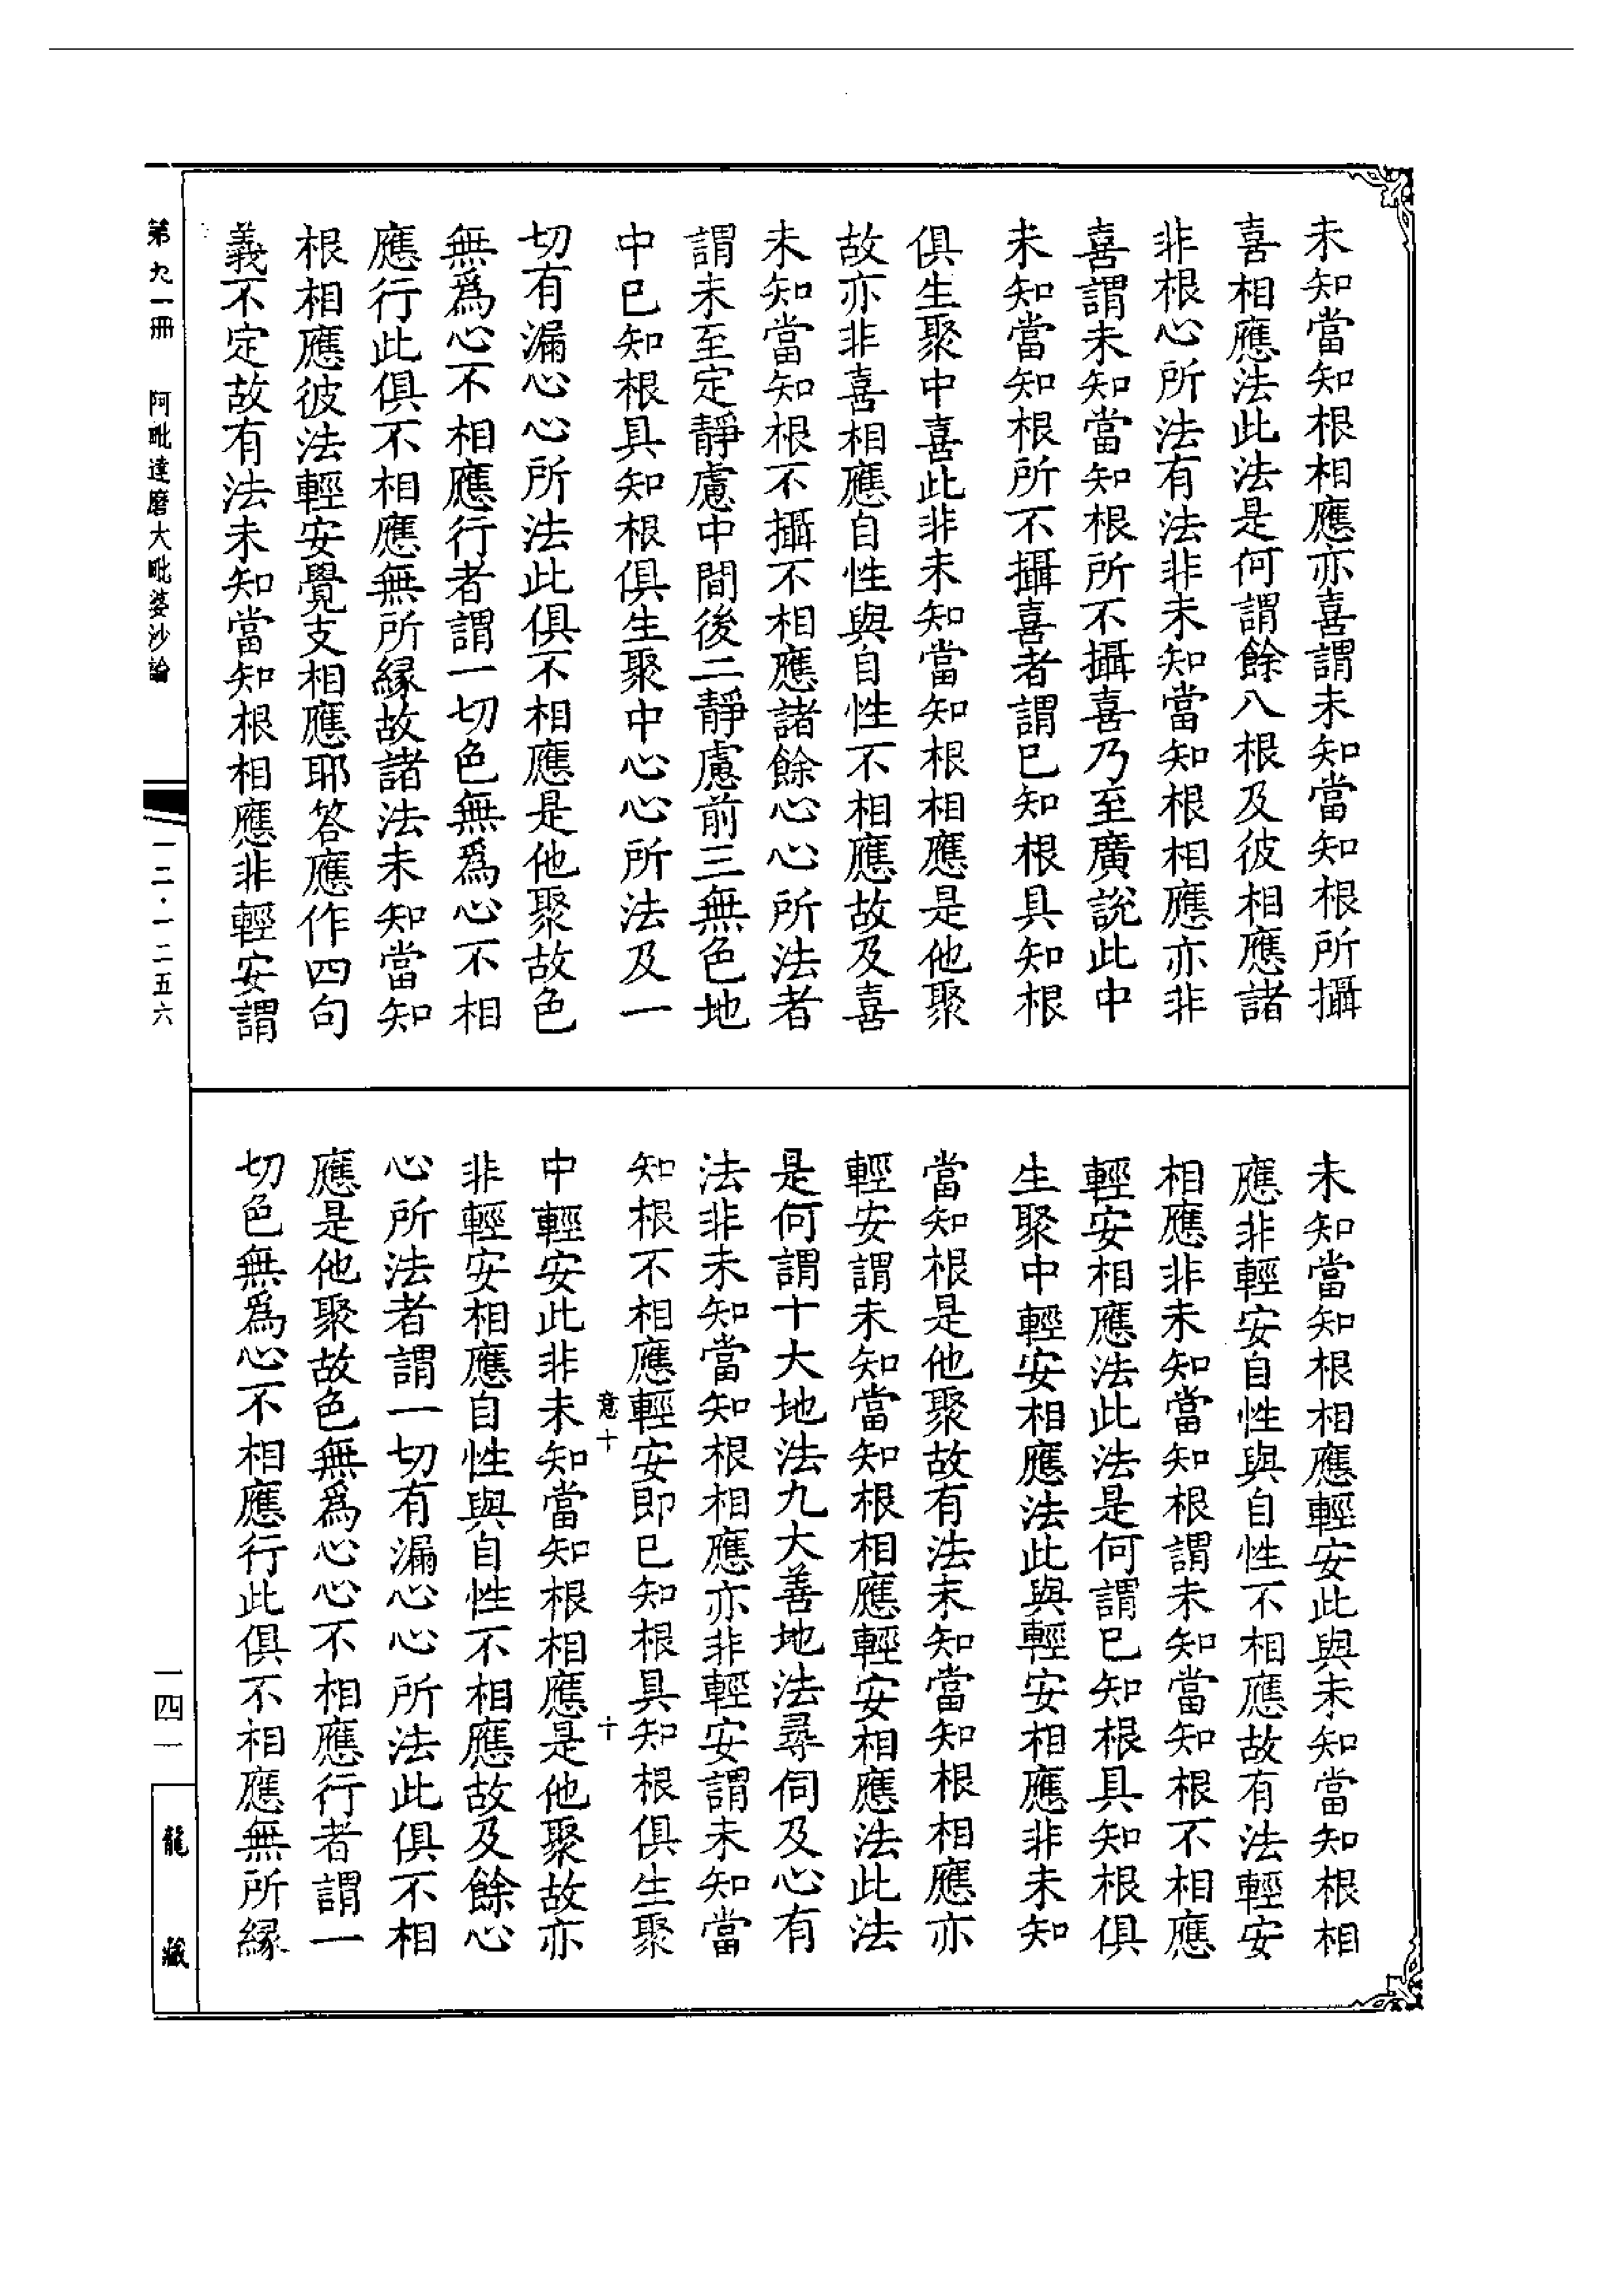 未知當知根相應亦喜謂未知當知根所攝
喜相應法此法是何謂餘八根及彼相應諸
非根心所法有法非未知當知根相應亦非
喜謂未知當知根所不攝喜乃至廣說此中
未知當知根所不攝喜者謂已知根具知根
俱生聚中喜此非未知當知根相應是他聚
故亦非喜相應自性與自性不相應故及喜
未知當知根不攝不相應諸餘心心所法者
謂未至定靜慮中間後二靜慮前三無色地
中已知根具知根俱生聚中心心所法及一
切有漏心心所法此俱不相應是他聚故色
無爲心不相應行者謂一切色無爲心不相
應行此俱不相應無所緣故諸法未知當知
根相應彼法輕安覺支相應耶答應作四句
義不定故有法未知當知根相應非輕安謂
未知當知根相應輕安此與未知當知根相
應非輕安自性與自性不相應故有法輕安
相應非未知當知根謂未知當知根不相應
輕安相應法此法是何謂已知根具知根俱
生聚中輕安相應法此與輕安相應非未知
當知根是他聚故有法未知當知根相應亦
輕安謂未知當知根相應輕安相應法此法
是何謂十大地法九大善地法尋伺及心有
法非未知當知根相應亦非輕安謂未知當
知根不相應輕安即已知根具知根俱生聚
意十 十
中輕安此非未知當知根相應是他聚故亦
非輕安相應自性與自性不相應故及餘心
心所法者謂一切有漏心心所法此俱不相
應是他聚故色無爲心心不相應行者謂一
切色無爲心不相應行此俱不相應無所緣
第九一冊 阿毗達磨大毗婆沙論
一二·一二五六
一四一
龍藏